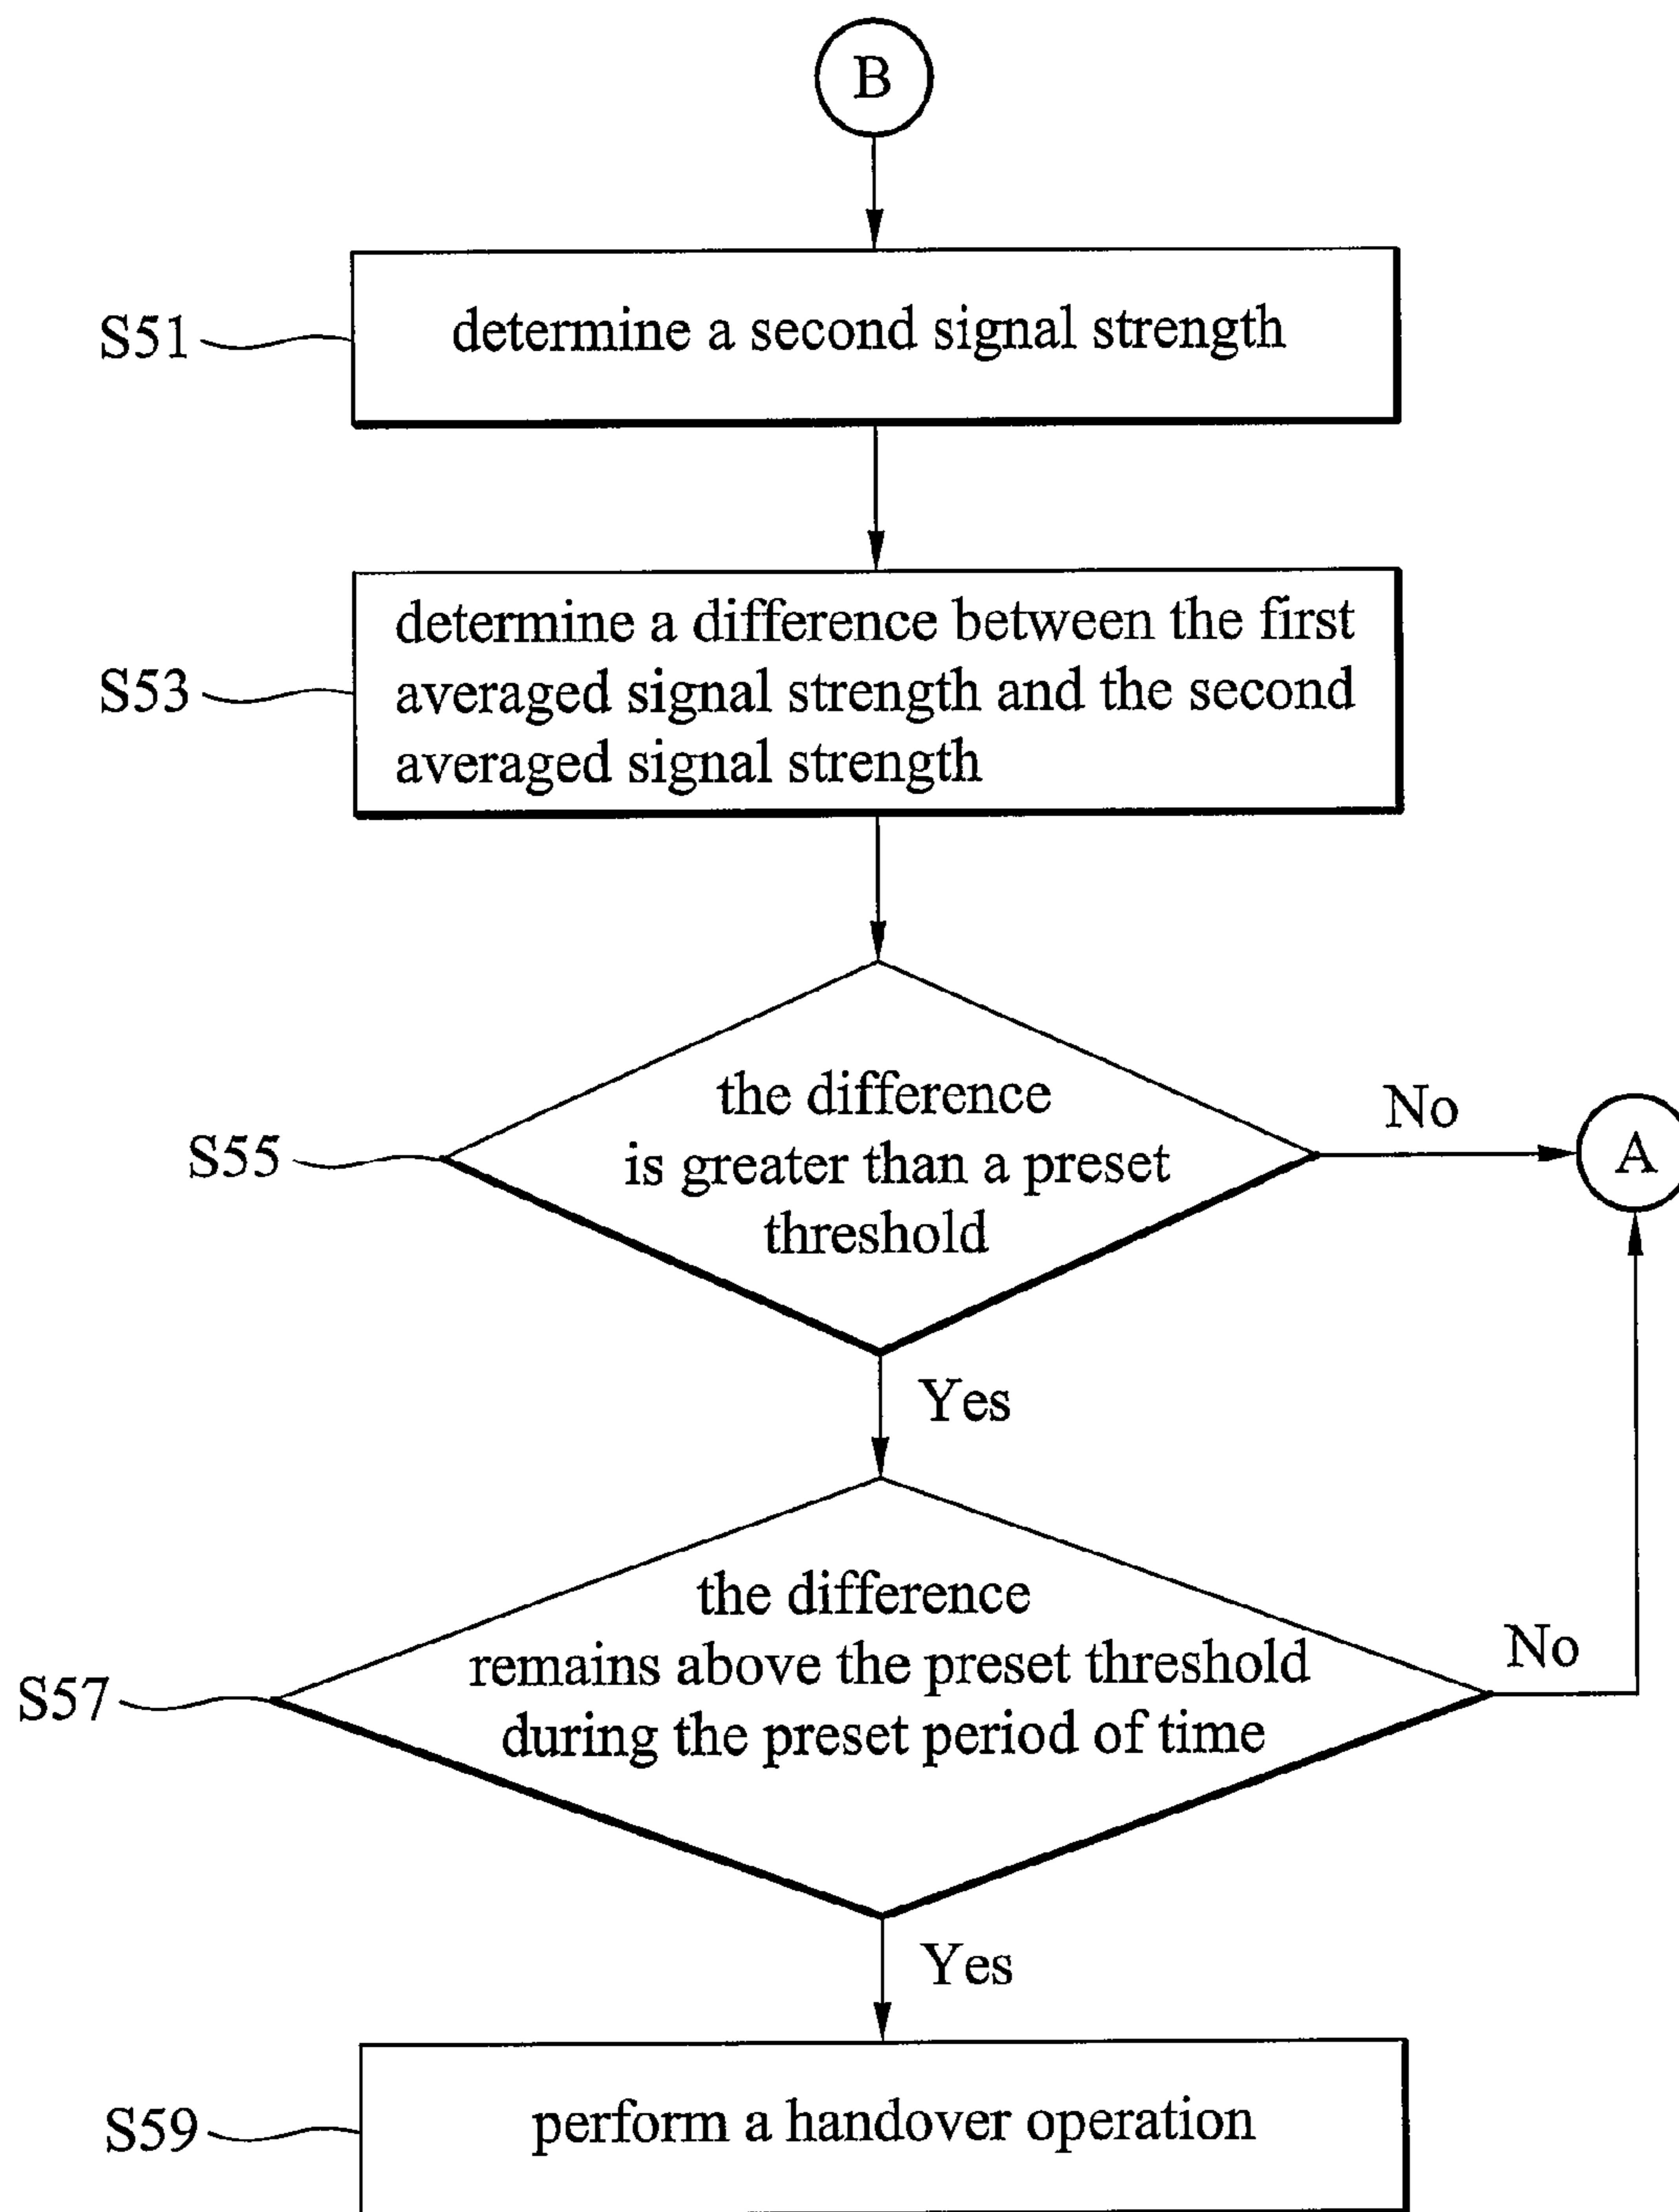 B
S51
determine a second signal strength
S53
determine a difference between the first
averaged signal strength and the second
averaged signal strength
S55
the difference
is greater than a preset
threshold
No
A
Yes
S57
the difference
remains above the preset threshold
during the preset period of time
No
Yes
S59
perform a handover operation